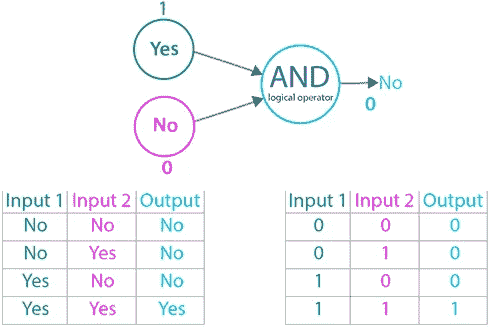 1
Yes
AND
logical operator
No
0
No
0
Input 1 Input 2 Output
No No No
No Yes No
Yes No No
Yes Yes Yes
Input 1 Input 2 Output
0 0 0
0 1 0
1 0 0
1 1 1